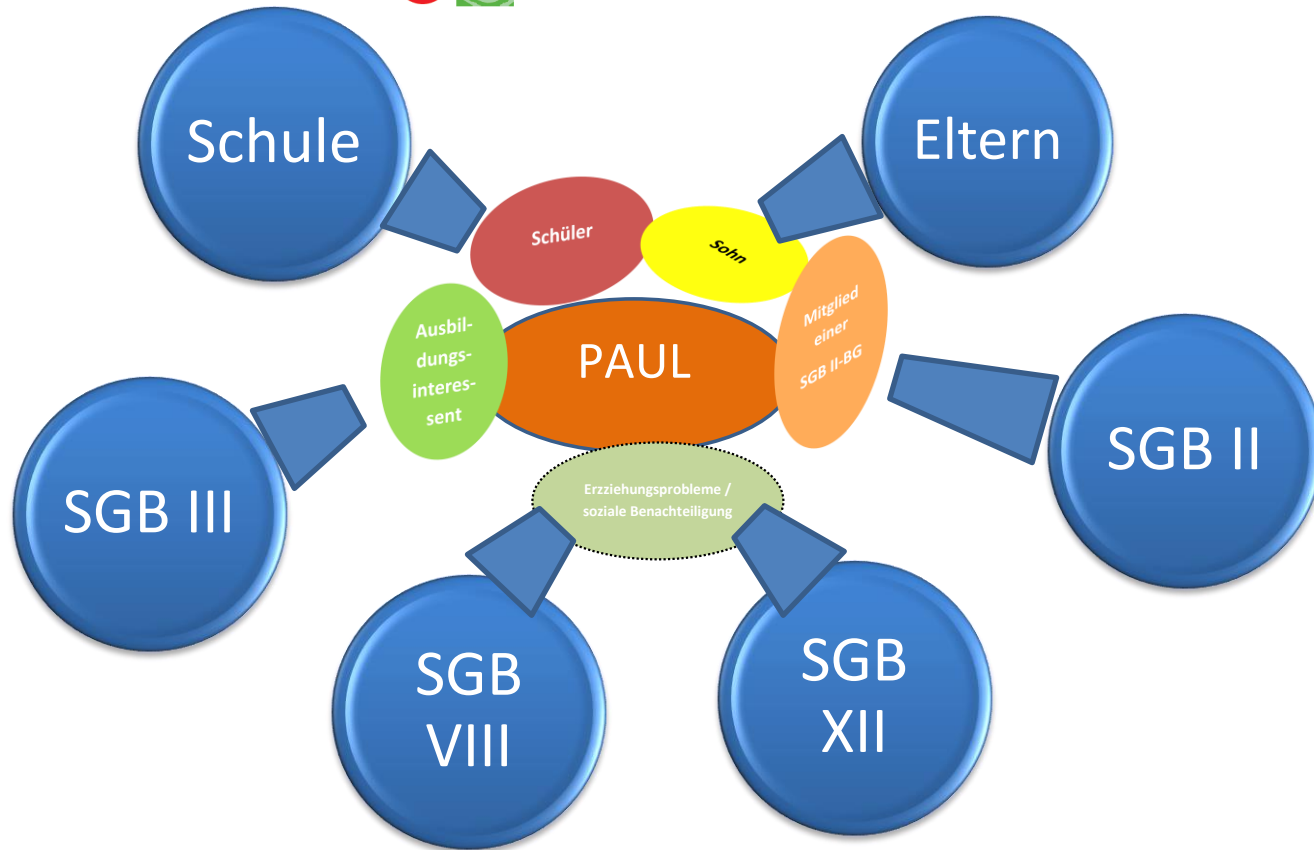 Schule
Eltern
Schüler
Sohn
Mitglied
einer
SGB II-BG
Ausbil-
dungs-
interes-
sent
PAUL
SGB II
SGB III
Erzziehungsprobleme /
soziale Benachteiligung
SGB
VIII
SGB
XII